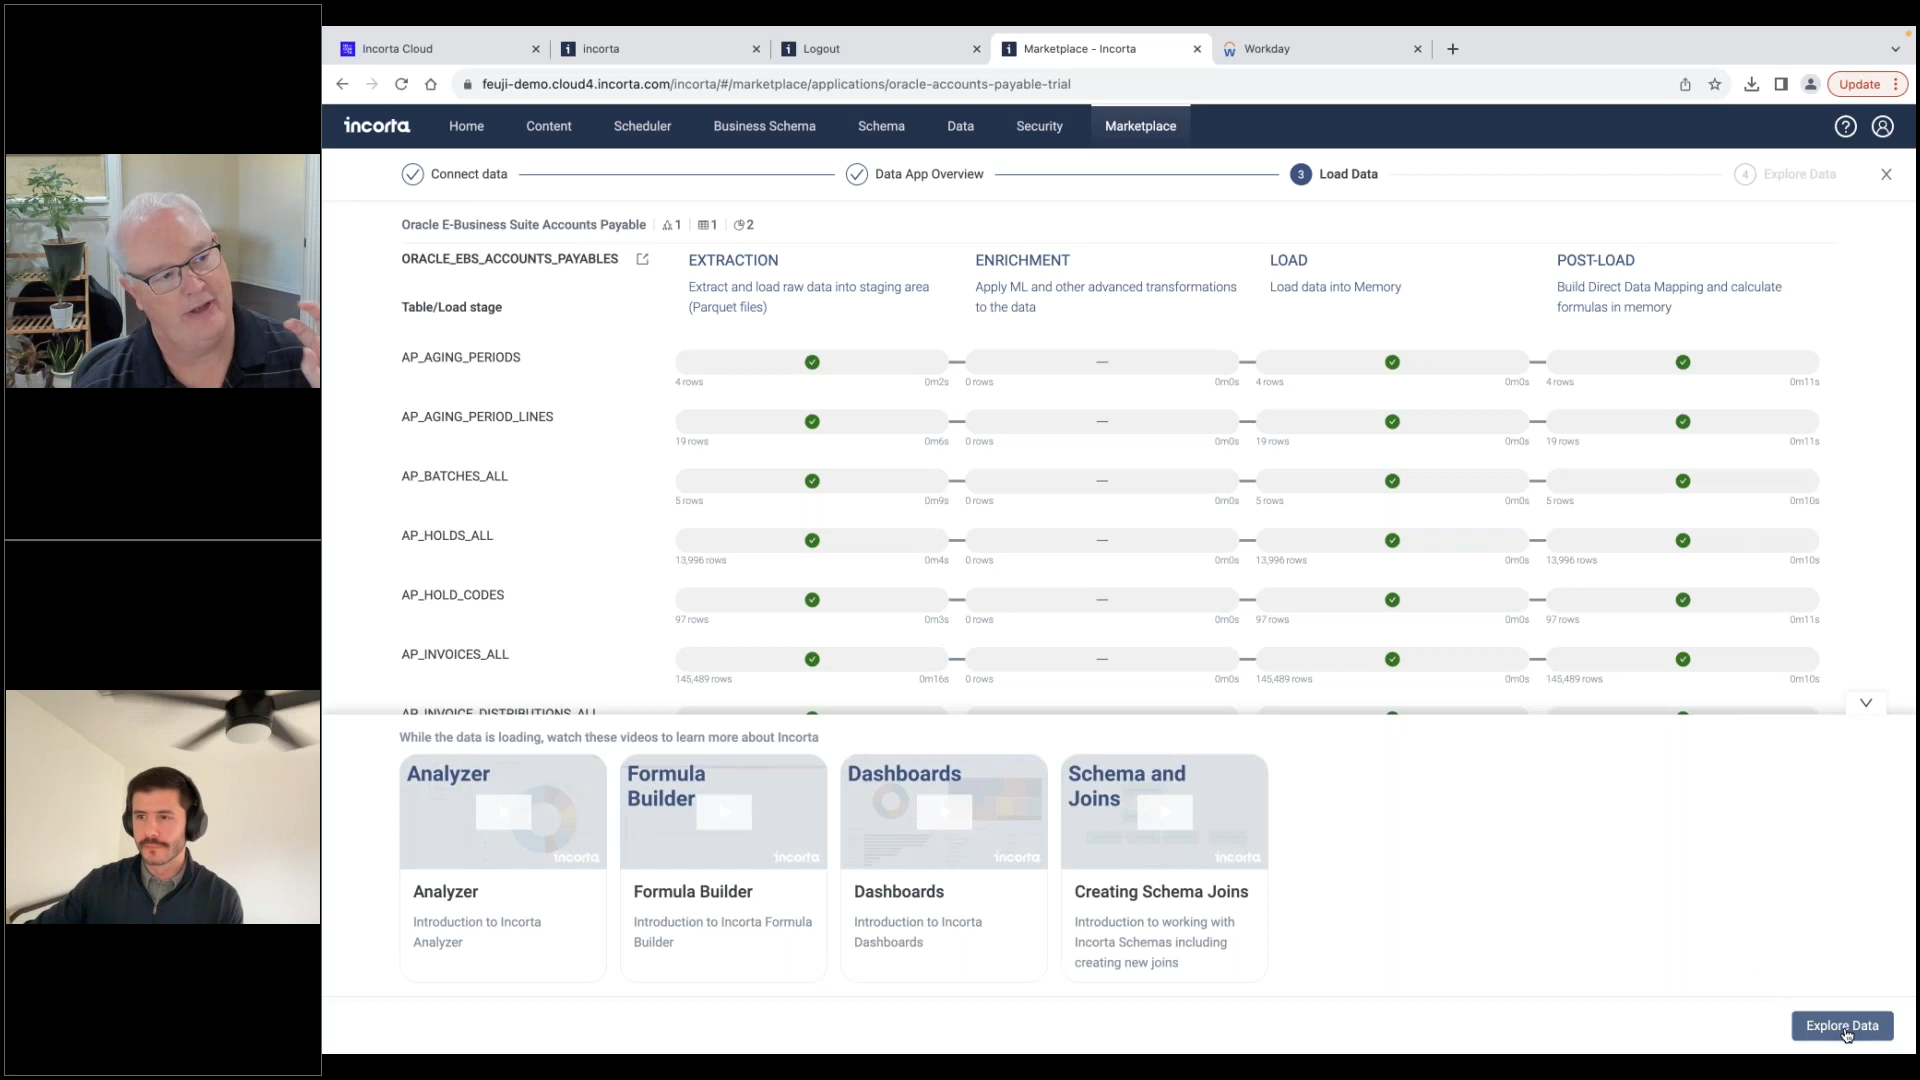 Incorta Cloud
incorta
Logout
Marketplace - Incorta
Workday
feuji-demo.cloud4.incorta.com/incorta/#/marketplace/applications/oracle-accounts-payable-trial
Update
incorta
Home
Content
Scheduler
Business Schema
Schema
Data
Security
Marketplace
Connect data
Data App Overview
3 Load Data
4 Explore Data
Oracle E-Business Suite Accounts Payable 1 1 2
ORACLE_EBS_ACCOUNTS_PAYABLES
EXTRACTION
ENRICHMENT
LOAD
POST-LOAD
Extract and load raw data into staging area
(Parquet files)
Apply ML and other advanced transformations
to the data
Load data into Memory
Build Direct Data Mapping and calculate
formulas in memory
Table/Load stage
AP_AGING_PERIODS
4 rows 0m2s 0 rows 0m0s 4 rows 0m0s 4 rows 0m11s
AP_AGING_PERIOD_LINES
19 rows 0m6s 0 rows 0m0s 19 rows 0m0s 19 rows 0m11s
AP_BATCHES_ALL
5 rows 0m9s 0 rows 0m0s 5 rows 0m0s 5 rows 0m10s
AP_HOLDS_ALL
13,996 rows 0m4s 0 rows 0m0s 13,996 rows 0m0s 13,996 rows 0m10s
AP_HOLD_CODES
97 rows 0m3s 0 rows 0m0s 97 rows 0m0s 97 rows 0m11s
AP_INVOICES_ALL
145,489 rows 0m16s 0 rows 0m0s 145,489 rows 0m0s 145,489 rows 0m10s
AP_INVOICE_DISTRIBUTIONS_ALL
While the data is loading, watch these videos to learn more about Incorta
Analyzer
incorta
Analyzer
Introduction to Incorta
Analyzer
Formula
Builder
incorta
Formula Builder
Introduction to Incorta Formula
Builder
Dashboards
incorta
Dashboards
Introduction to Incorta
Dashboards
Schema and
Joins
incorta
Creating Schema Joins
Introduction to working with
Incorta Schemas including
creating new joins
Explore Data